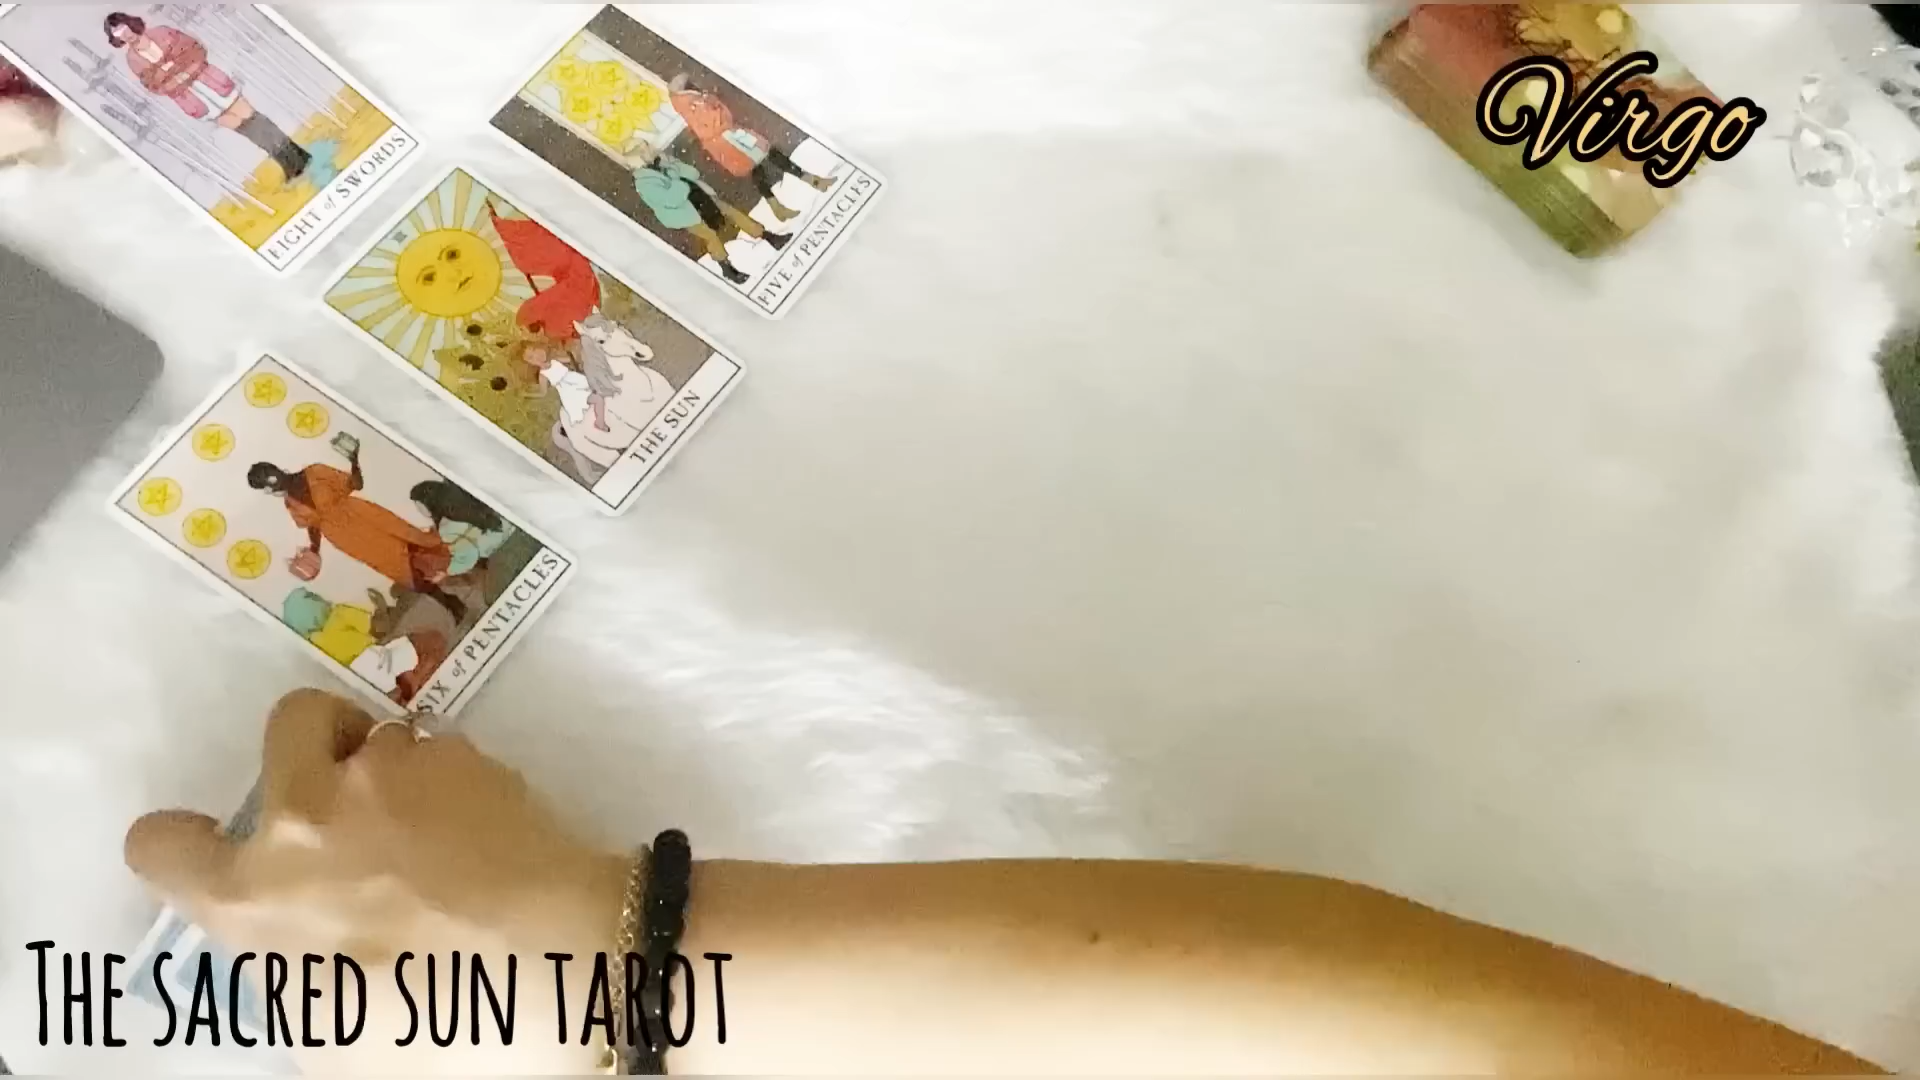 Virgo
EIGHT of SWORDS
FIVE of PENTACLES
THE SUN
SIX of PENTACLES
THE SACRED SUN TAROT